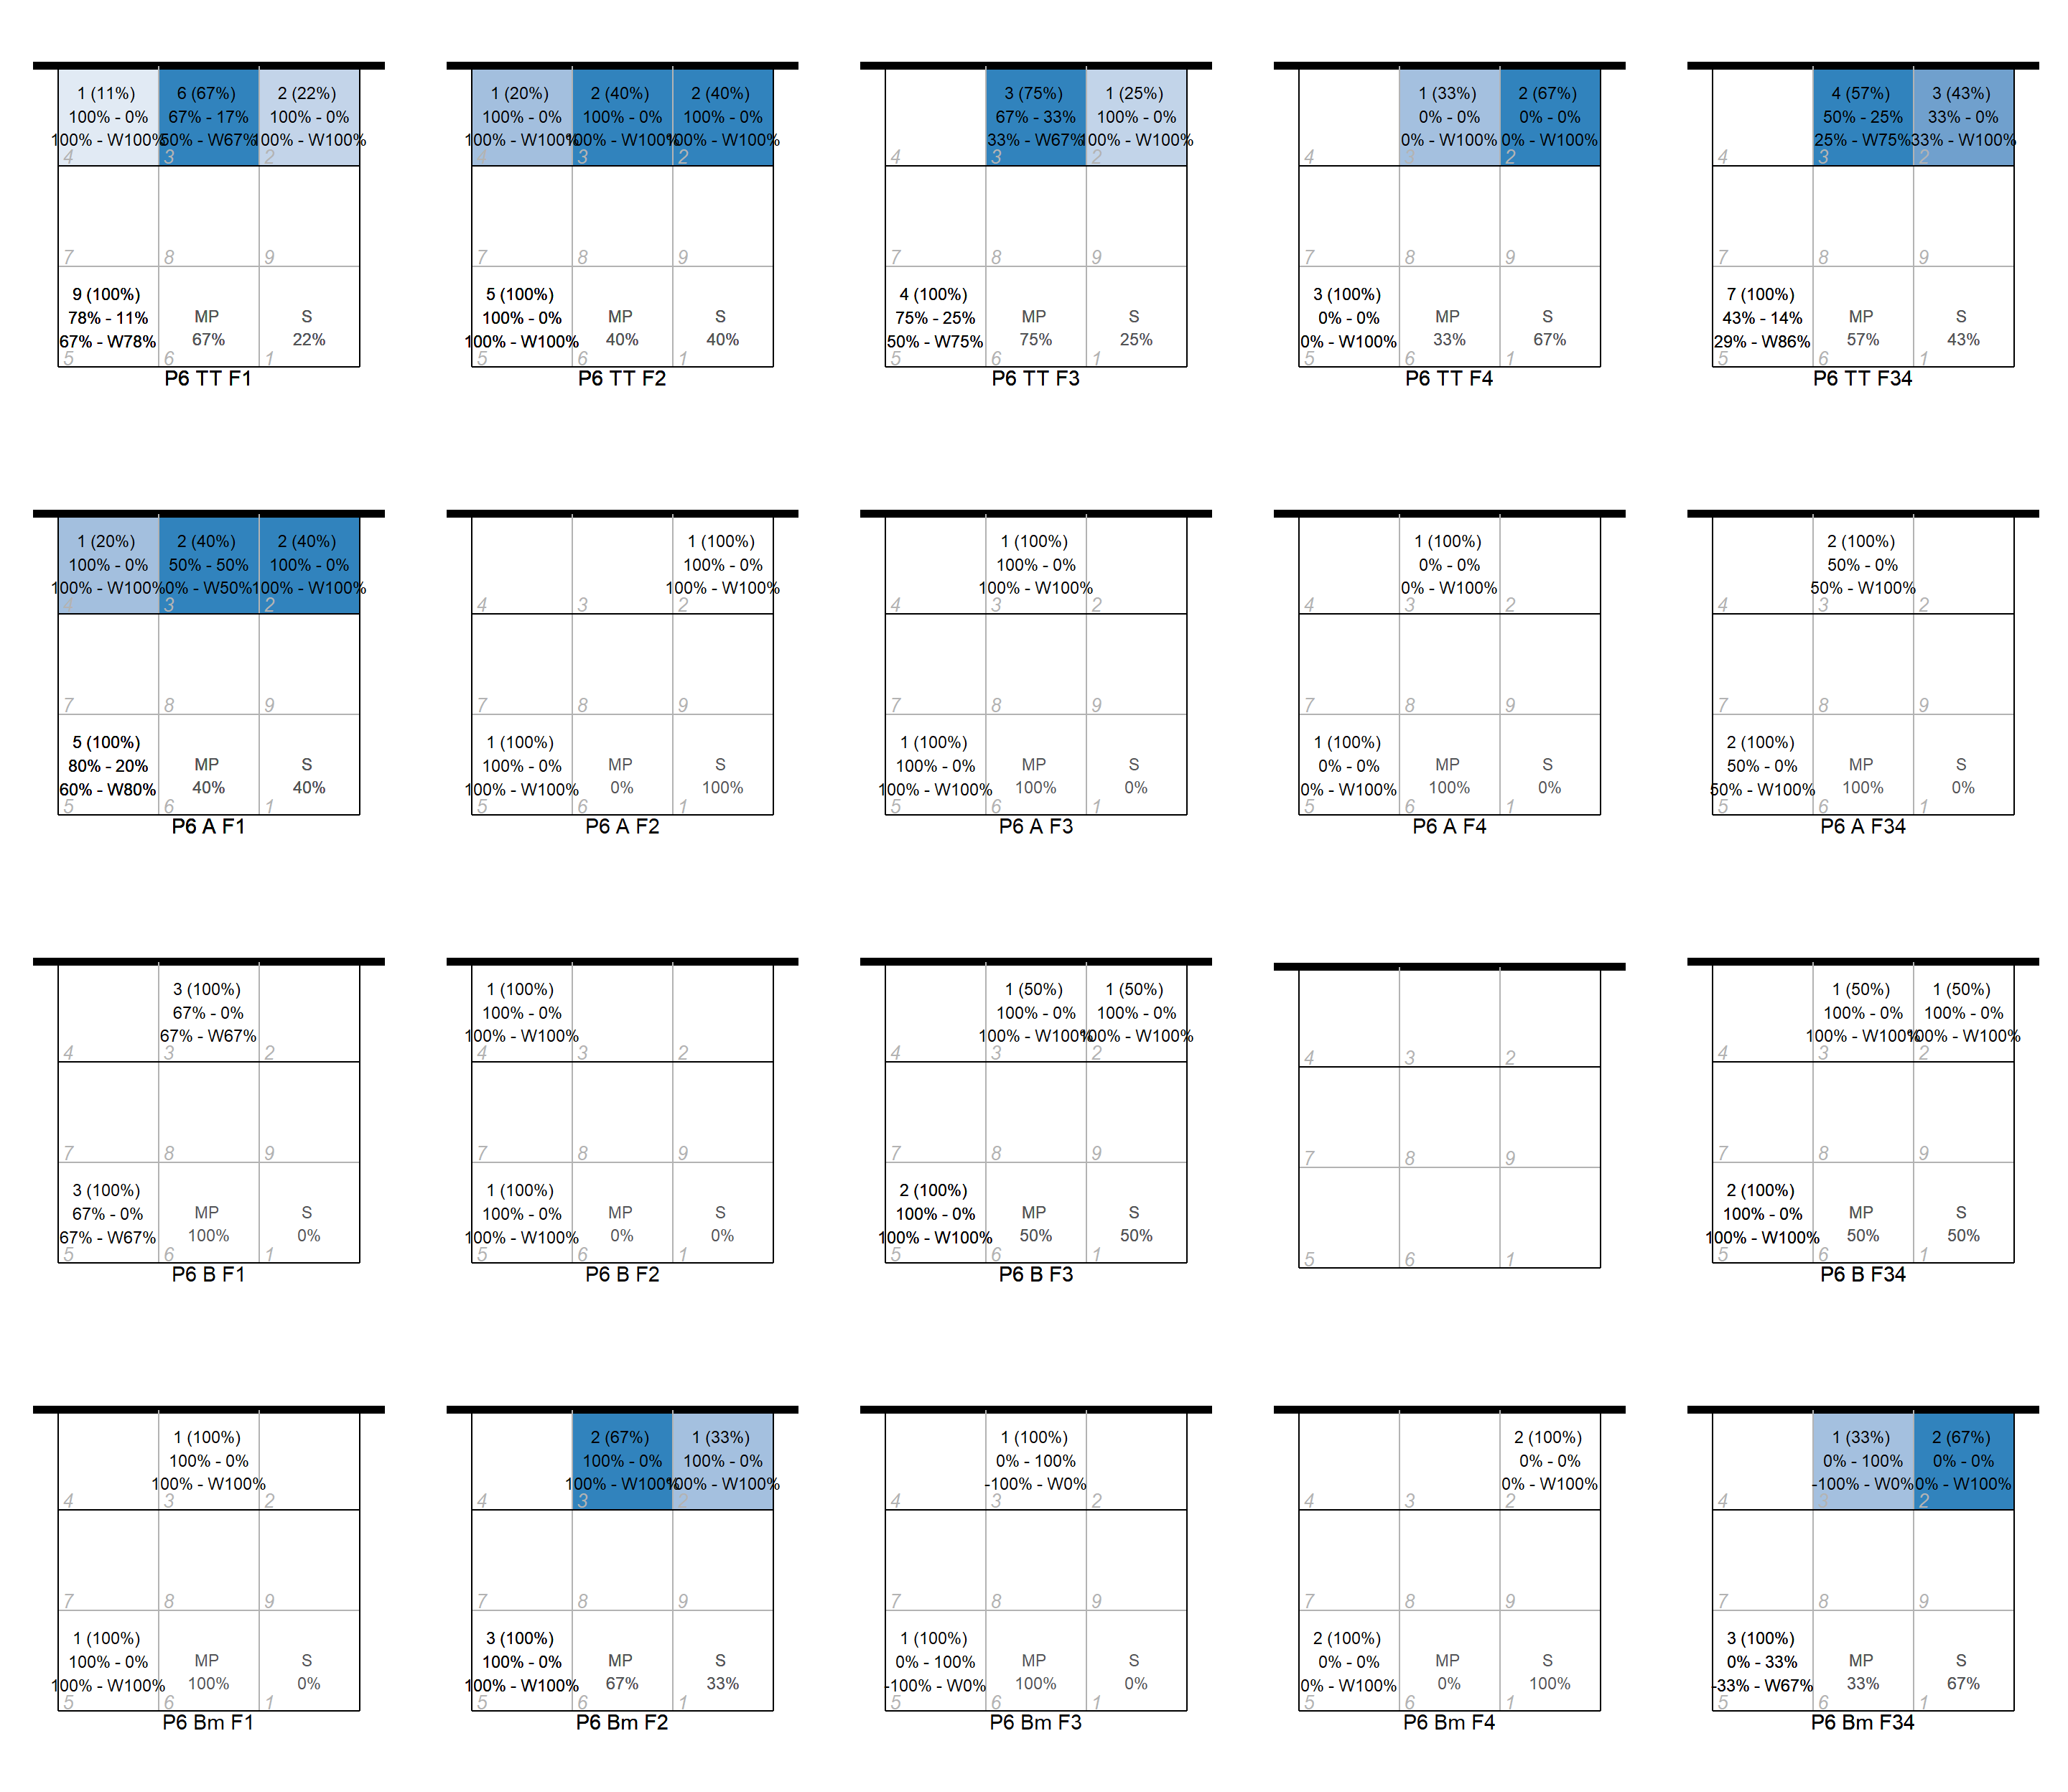 1 (11%)
100% - 0%
100% - W100%
4
6 (67%)
67% - 17%
50% - W67%
3
2 (22%)
100% - 0%
100% - W100%
2
7
8
9
9 (100%)
78% - 11%
67% - W78%
5
MP
67%
6
S
22%
1
P6 TT F1
1 (20%)
100% - 0%
100% - W100%
4
2 (40%)
100% - 0%
100% - W100%
3
2 (40%)
100% - 0%
100% - W100%
2
7
8
9
5 (100%)
100% - 0%
100% - W100%
5
MP
40%
6
S
40%
1
P6 TT F2
4
3 (75%)
67% - 33%
33% - W67%
3
1 (25%)
100% - 0%
100% - W100%
2
7
8
9
4 (100%)
75% - 25%
50% - W75%
5
MP
75%
6
S
25%
1
P6 TT F3
4
1 (33%)
0% - 0%
0% - W100%
3
2 (67%)
0% - 0%
0% - W100%
2
7
8
9
3 (100%)
0% - 0%
0% - W100%
5
MP
33%
6
S
67%
1
P6 TT F4
4
4 (57%)
50% - 25%
25% - W75%
3
3 (43%)
33% - 0%
33% - W100%
2
7
8
9
7 (100%)
43% - 14%
29% - W86%
5
MP
57%
6
S
43%
1
P6 TT F34
1 (20%)
100% - 0%
100% - W100%
4
2 (40%)
50% - 50%
0% - W50%
3
2 (40%)
100% - 0%
100% - W100%
2
7
8
9
5 (100%)
80% - 20%
60% - W80%
5
MP
40%
6
S
40%
1
P6 A F1
4
3
1 (100%)
100% - 0%
100% - W100%
2
7
8
9
1 (100%)
100% - 0%
100% - W100%
5
MP
0%
6
S
100%
1
P6 A F2
4
1 (100%)
100% - 0%
100% - W100%
3
2
7
8
9
1 (100%)
100% - 0%
100% - W100%
5
MP
100%
6
S
0%
1
P6 A F3
4
1 (100%)
0% - 0%
0% - W100%
3
2
7
8
9
1 (100%)
0% - 0%
0% - W100%
5
MP
100%
6
S
0%
1
P6 A F4
4
2 (100%)
50% - 0%
50% - W100%
3
2
7
8
9
2 (100%)
50% - 0%
50% - W100%
5
MP
100%
6
S
0%
1
P6 A F34
4
3 (100%)
67% - 0%
67% - W67%
3
2
7
8
9
3 (100%)
67% - 0%
67% - W67%
5
MP
100%
6
S
0%
1
P6 B F1
1 (100%)
100% - 0%
100% - W100%
4
3
2
7
8
9
1 (100%)
100% - 0%
100% - W100%
5
MP
0%
6
S
0%
1
P6 B F2
4
1 (50%)
100% - 0%
100% - W100%
3
1 (50%)
100% - 0%
100% - W100%
2
7
8
9
2 (100%)
100% - 0%
100% - W100%
5
MP
50%
6
S
50%
1
P6 B F3
4
3
2
7
8
9
5
6
1
4
1 (50%)
100% - 0%
100% - W100%
3
1 (50%)
100% - 0%
100% - W100%
2
7
8
9
2 (100%)
100% - 0%
100% - W100%
5
MP
50%
6
S
50%
1
P6 B F34
4
1 (100%)
100% - 0%
100% - W100%
3
2
7
8
9
1 (100%)
100% - 0%
100% - W100%
5
MP
100%
6
S
0%
1
P6 Bm F1
4
2 (67%)
100% - 0%
100% - W100%
3
1 (33%)
100% - 0%
100% - W100%
2
7
8
9
3 (100%)
100% - 0%
100% - W100%
5
MP
67%
6
S
33%
1
P6 Bm F2
4
1 (100%)
0% - 100%
-100% - W0%
3
2
7
8
9
1 (100%)
0% - 100%
-100% - W0%
5
MP
100%
6
S
0%
1
P6 Bm F3
4
3
2 (100%)
0% - 0%
0% - W100%
2
7
8
9
2 (100%)
0% - 0%
0% - W100%
5
MP
0%
6
S
100%
1
P6 Bm F4
4
1 (33%)
0% - 100%
-100% - W0%
3
2 (67%)
0% - 0%
0% - W100%
2
7
8
9
3 (100%)
0% - 33%
-33% - W67%
5
MP
33%
6
S
67%
1
P6 Bm F34